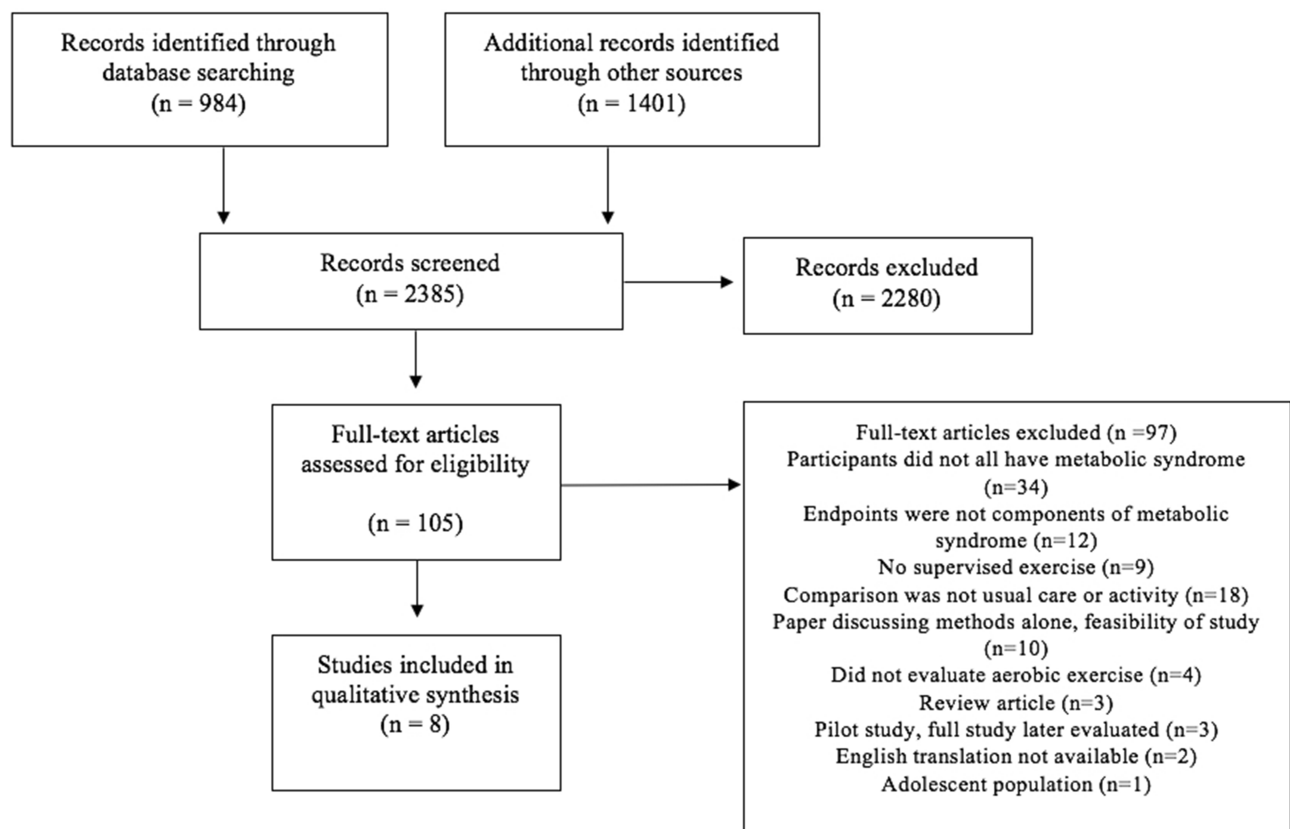 Records identified through
database searching
(n = 984)
Additional records identified
through other sources
(n = 1401)
Records screened
(n = 2385)
Records excluded
(n = 2280)
Full-text articles
assessed for eligibility
(n = 105)
Full-text articles excluded (n =97)
Participants did not all have metabolic syndrome
(n=34)
Endpoints were not components of metabolic
syndrome (n=12)
No supervised exercise (n=9)
Comparison was not usual care or activity (n=18)
Paper discussing methods alone, feasibility of study
(n=10)
Did not evaluate aerobic exercise (n=4)
Review article (n=3)
Pilot study, full study later evaluated (n=3)
English translation not available (n=2)
Adolescent population (n=1)
Studies included in
qualitative synthesis
(n = 8)